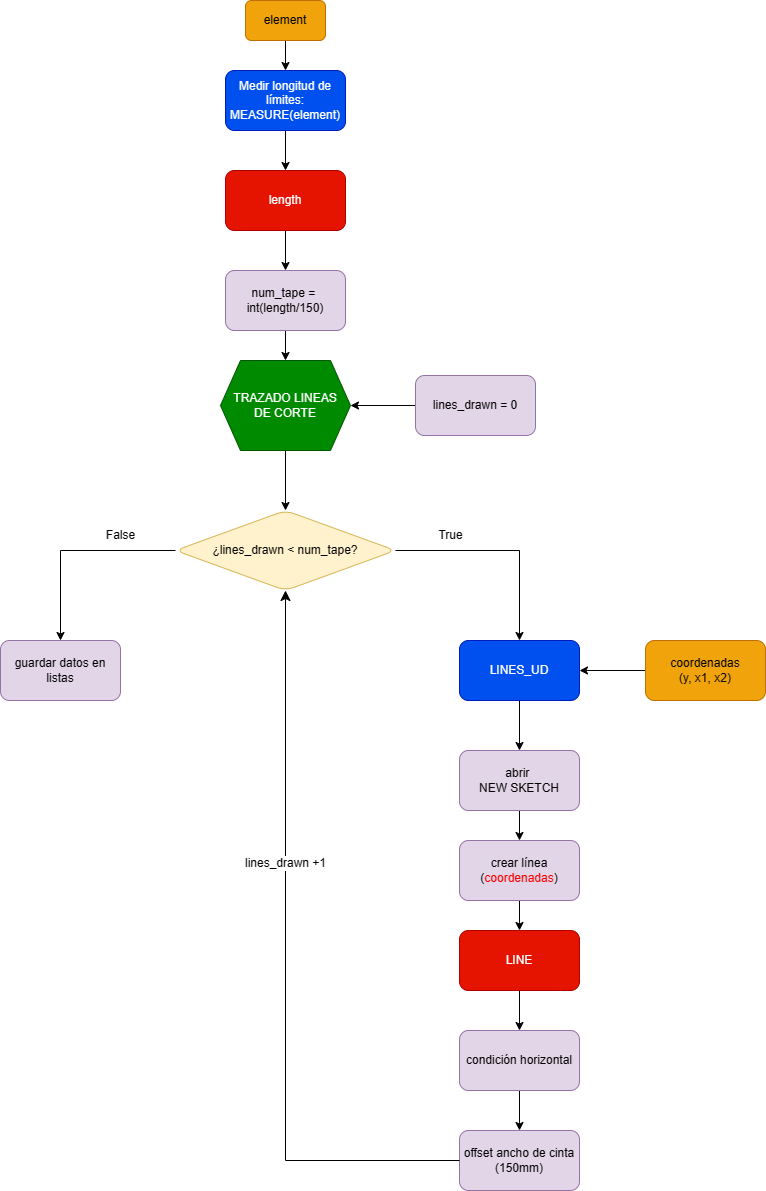 element
Medir longitud de
límites:
MEASURE(element)
length
num_tape =
int(length/150)
TRAZADO LINEAS
DE CORTE
lines_drawn = 0
¿lines_drawn < num_tape?
False
True
guardar datos en
listas
LINES_UD
coordenadas
(y, x1, x2)
abrir
NEW SKETCH
crear línea
(coordenadas)
LINE
condición horizontal
offset ancho de cinta
(150mm)
lines_drawn +1